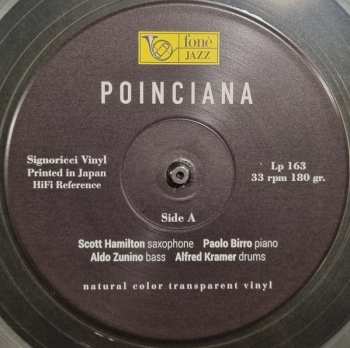 fonè
JAZZ
POINCIANA
Signoricci Vinyl
Printed in Japan
HiFi Reference
Lp 163
33 rpm 180 gr.
Side A
Scott Hamilton saxophone Paolo Birro piano
Aldo Zunino bass Alfred Kramer drums
natural color transparent vinyl